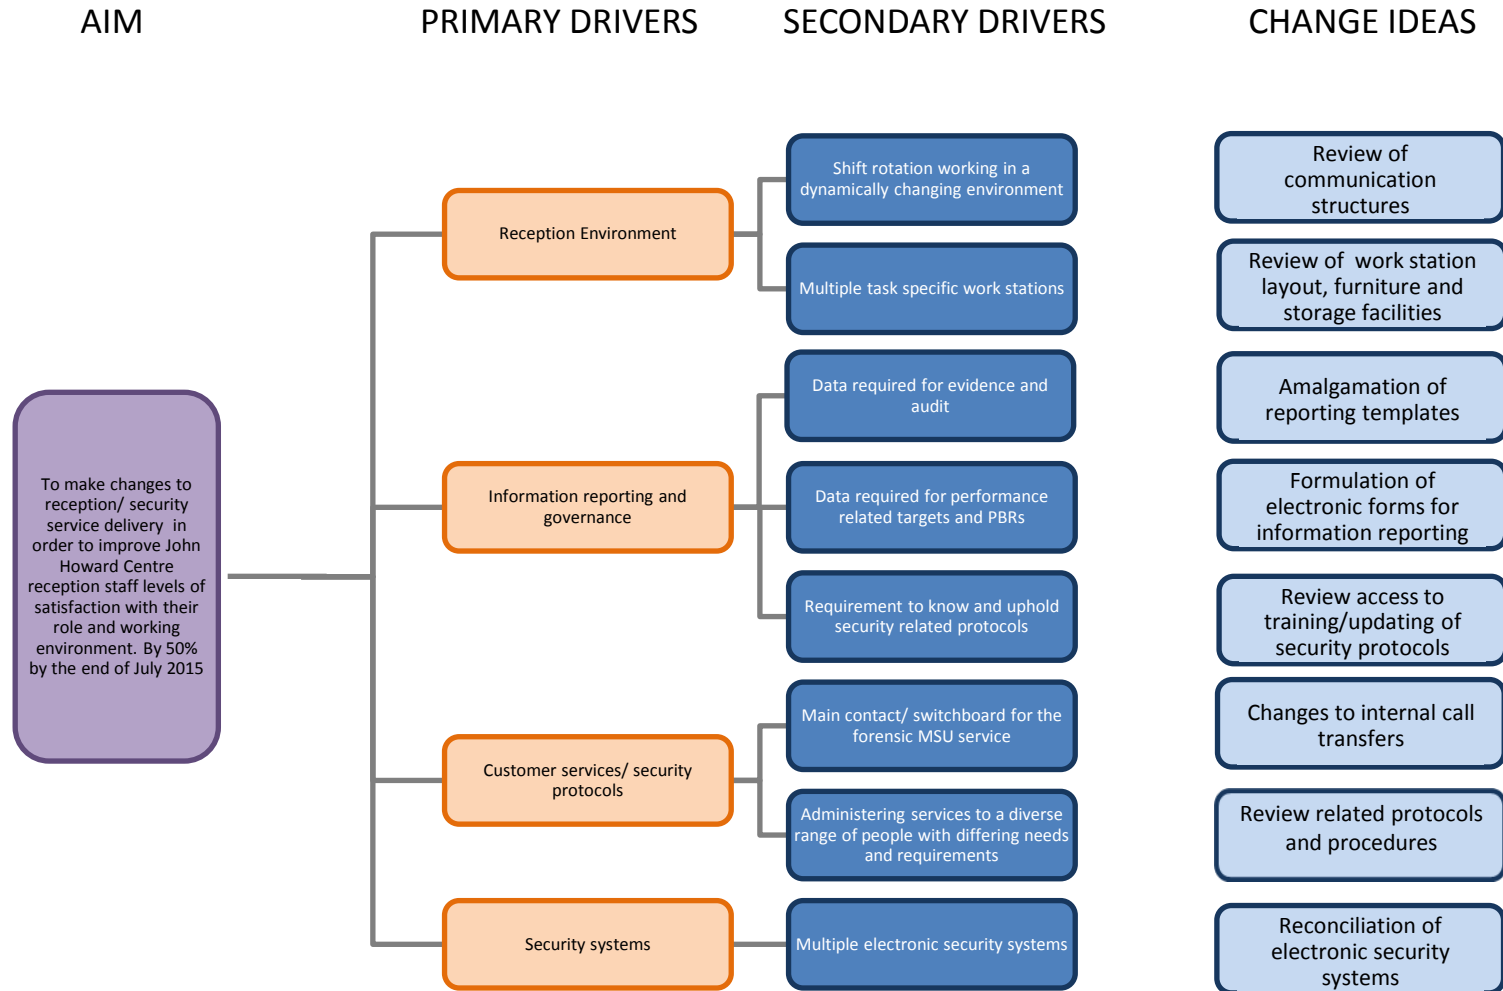 AIM
PRIMARY DRIVERS
SECONDARY DRIVERS
CHANGE IDEAS
To make changes to
reception/ security
service delivery in
order to improve John
Howard Centre
reception staff levels of
satisfaction with their
role and working
environment. By 50%
by the end of July 2015
Reception Environment
Information reporting and
governance
Customer services/ security
protocols
Security systems
Shift rotation working in a
dynamically changing environment
Multiple task specific work stations
Data required for evidence and
audit
Data required for performance
related targets and PBRs
Requirement to know and uphold
security related protocols
Main contact/ switchboard for the
forensic MSU service
Administering services to a diverse
range of people with differing needs
and requirements
Multiple electronic security systems
Review of
communication
structures
Review of work station
layout, furniture and
storage facilities
Amalgamation of
reporting templates
Formulation of
electronic forms for
information reporting
Review access to
training/updating of
security protocols
Changes to internal call
transfers
Review related protocols
and procedures
Reconciliation of
electronic security
systems